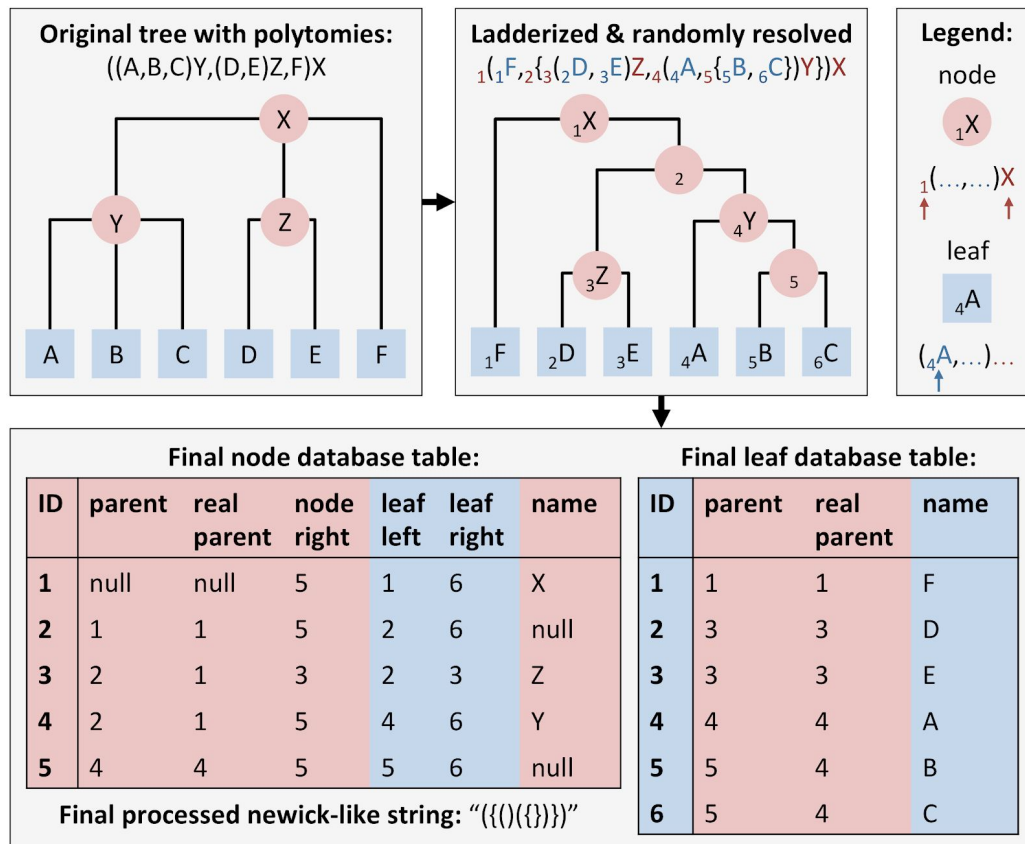 Original tree with polytomies:
((A,B,C)Y,(D,E)Z,F)X
X
Y
Z
A
B
C
D
E
F
Ladderized & randomly resolved
1(1F,2{3(2D, 3E)Z,4(4A,5{5B, 6C})Y})X
1X
2
4Y
3Z
5
1F
2D
3E
4A
5B
6C
Legend:
node
1X
1(...,...)X
leaf
4A
(4A,...)...
Final node database table:
ID parent real parent node right leaf left leaf right name
1 null null 5 1 6 X
2 1 1 5 2 6 null
3 2 1 3 2 3 Z
4 2 1 5 4 6 Y
5 4 4 5 5 6 null
Final processed newick-like string: “({()({})})”
Final leaf database table:
ID parent real parent name
1 1 1 F
2 3 3 D
3 3 3 E
4 4 4 A
5 5 4 B
6 5 4 C